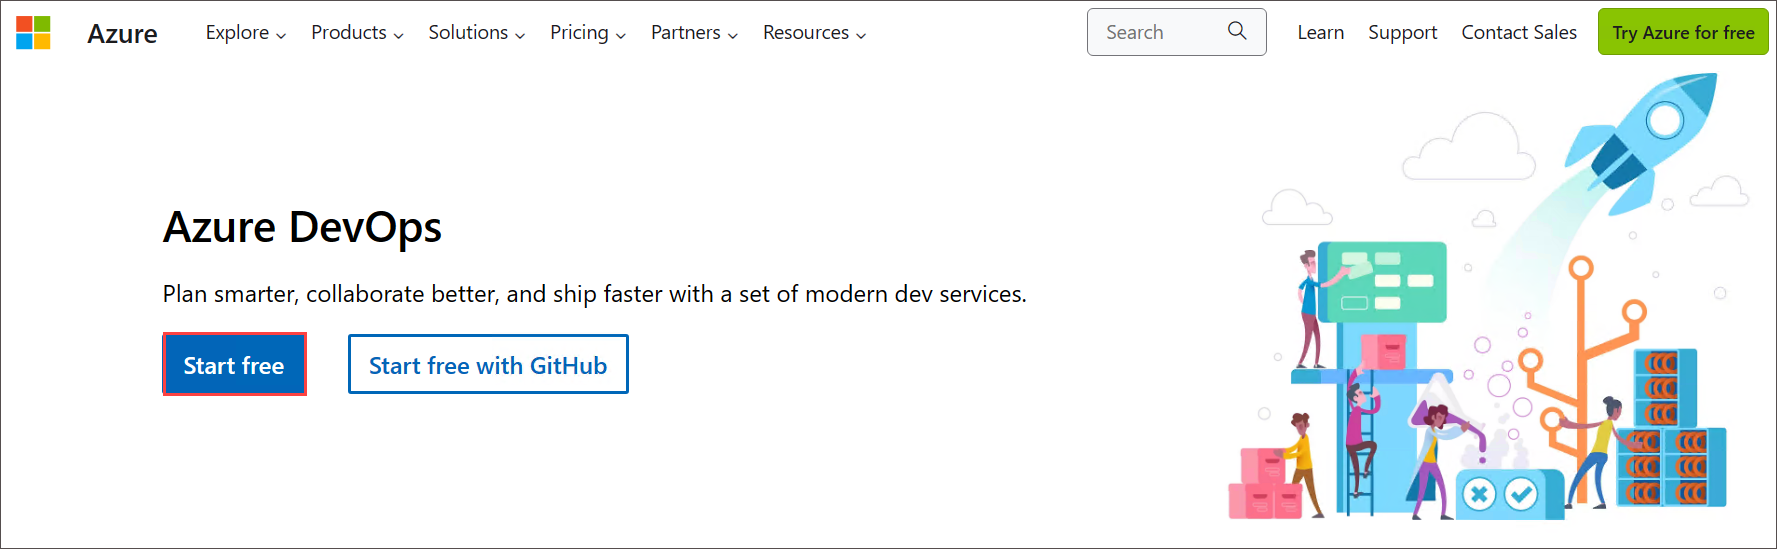 Azure Explore Products Solutions Pricing Partners Resources Search Learn Support Contact Sales Try Azure for free
Azure DevOps
Plan smarter, collaborate better, and ship faster with a set of modern dev services.
Start free Start free with GitHub